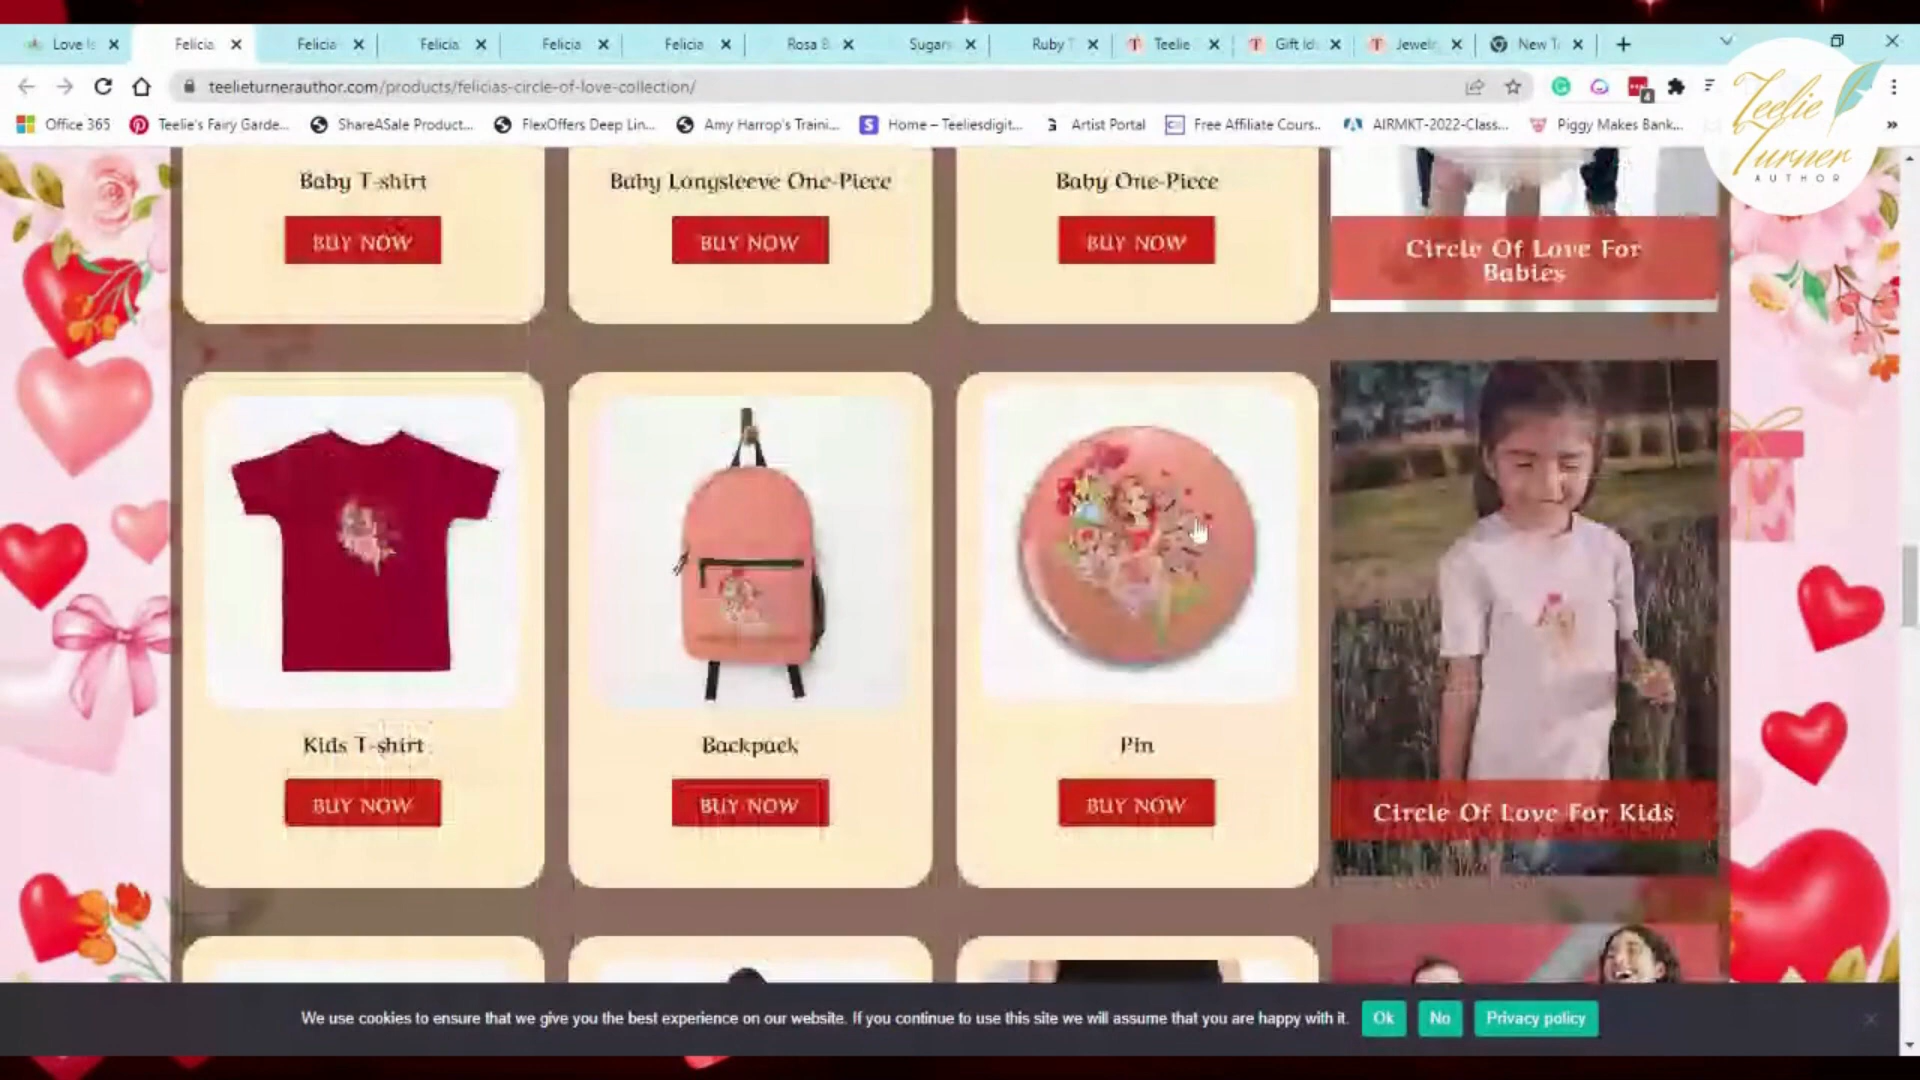 Love Is
Felicia
Felicia
Felicia
Felicia
Felicia
Rosa B
Sugar
Ruby T
Teelie
Gift Id
Jewelr
New T
teelieturnerauthor.com/products/felicias-circle-of-love-collection/
4
Office 365
Teelie's Fairy Garde...
ShareASale Product...
FlexOffers Deep Lin...
Amy Harrop's Traini...
Home – Teeliesdigit...
Artist Portal
Free Affiliate Cours...
AIRMKT-2022-Class...
Piggy Makes Bank...
»
Teelie
Turner
AUTHOR
Baby T-shirt
Baby Longsleeve One-Piece
Baby One-Piece
BUY NOW
BUY NOW
BUY NOW
Circle Of Love For
Babies
Kids T-shirt
Backpack
Pin
BUY NOW
BUY NOW
BUY NOW
Circle Of Love For Kids
We use cookies to ensure that we give you the best experience on our website. If you continue to use this site we will assume that you are happy with it.
Ok
No
Privacy policy